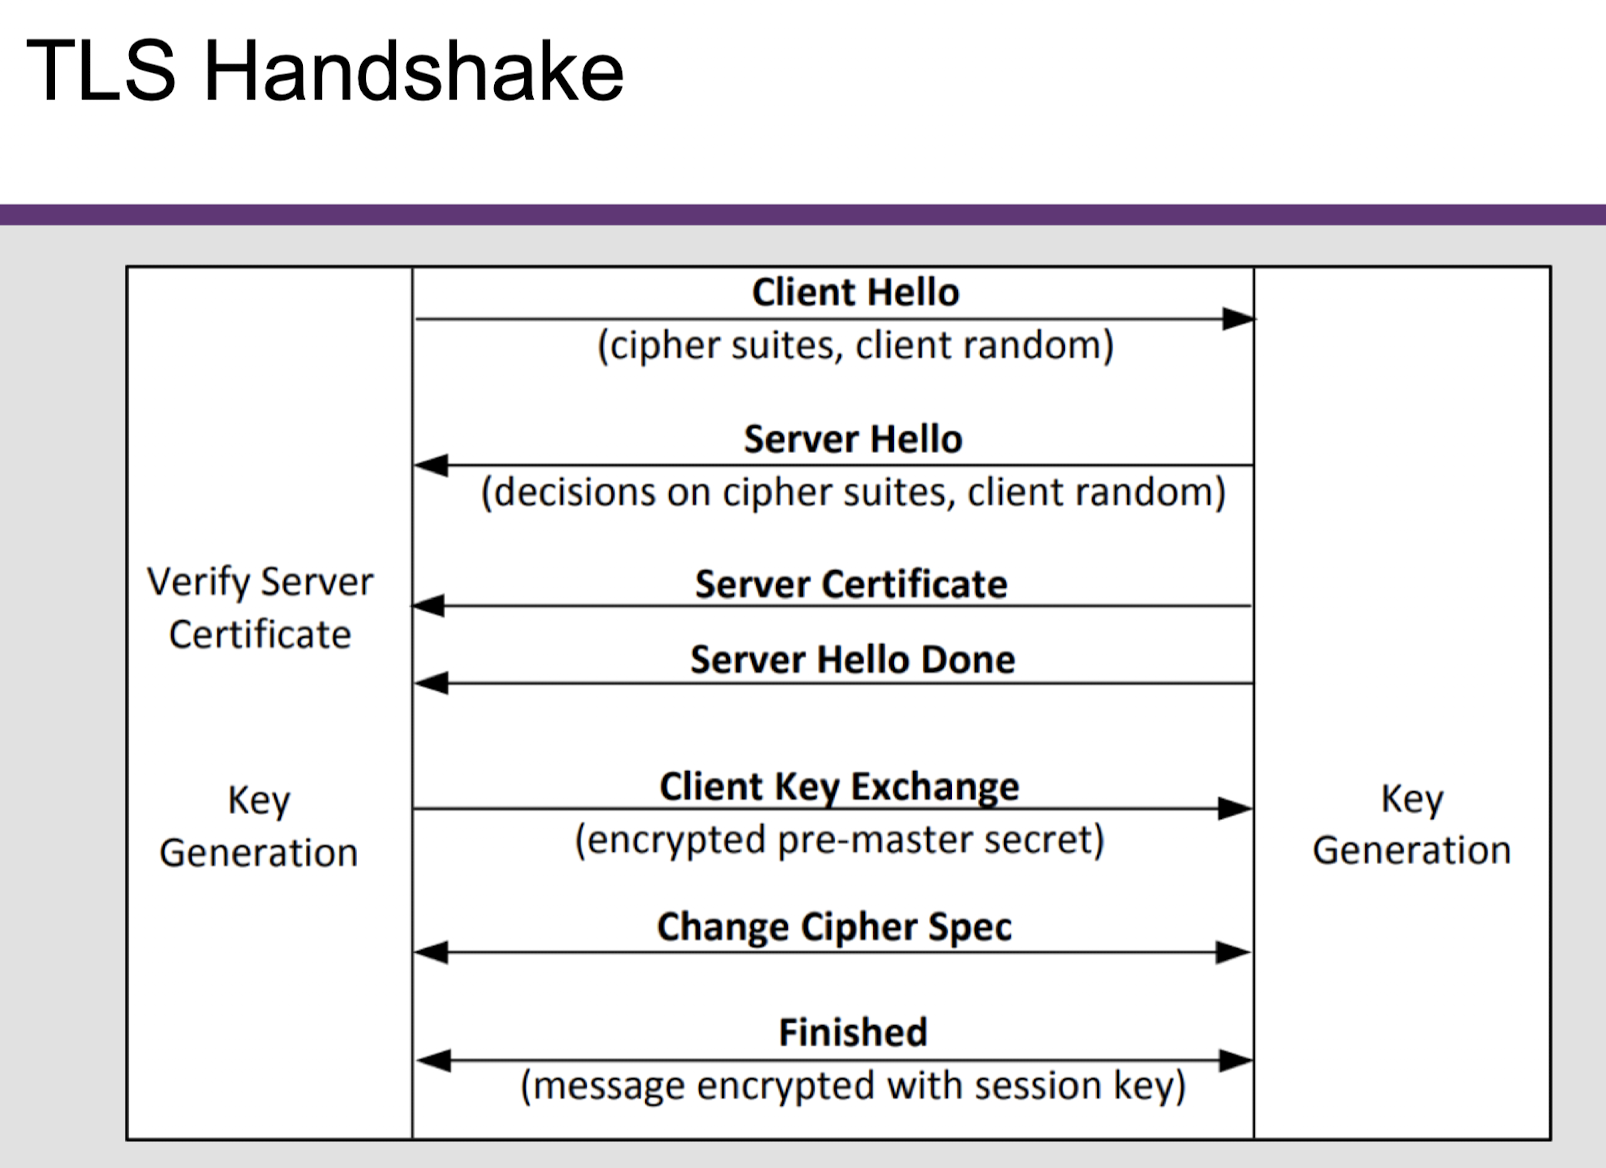 TLS Handshake
Client Hello
(cipher suites, client random)
Server Hello
(decisions on cipher suites, client random)
Verify Server
Certificate
Server Certificate
Server Hello Done
Key
Generation
Client Key Exchange
(encrypted pre-master secret)
Key
Generation
Change Cipher Spec
Finished
(message encrypted with session key)